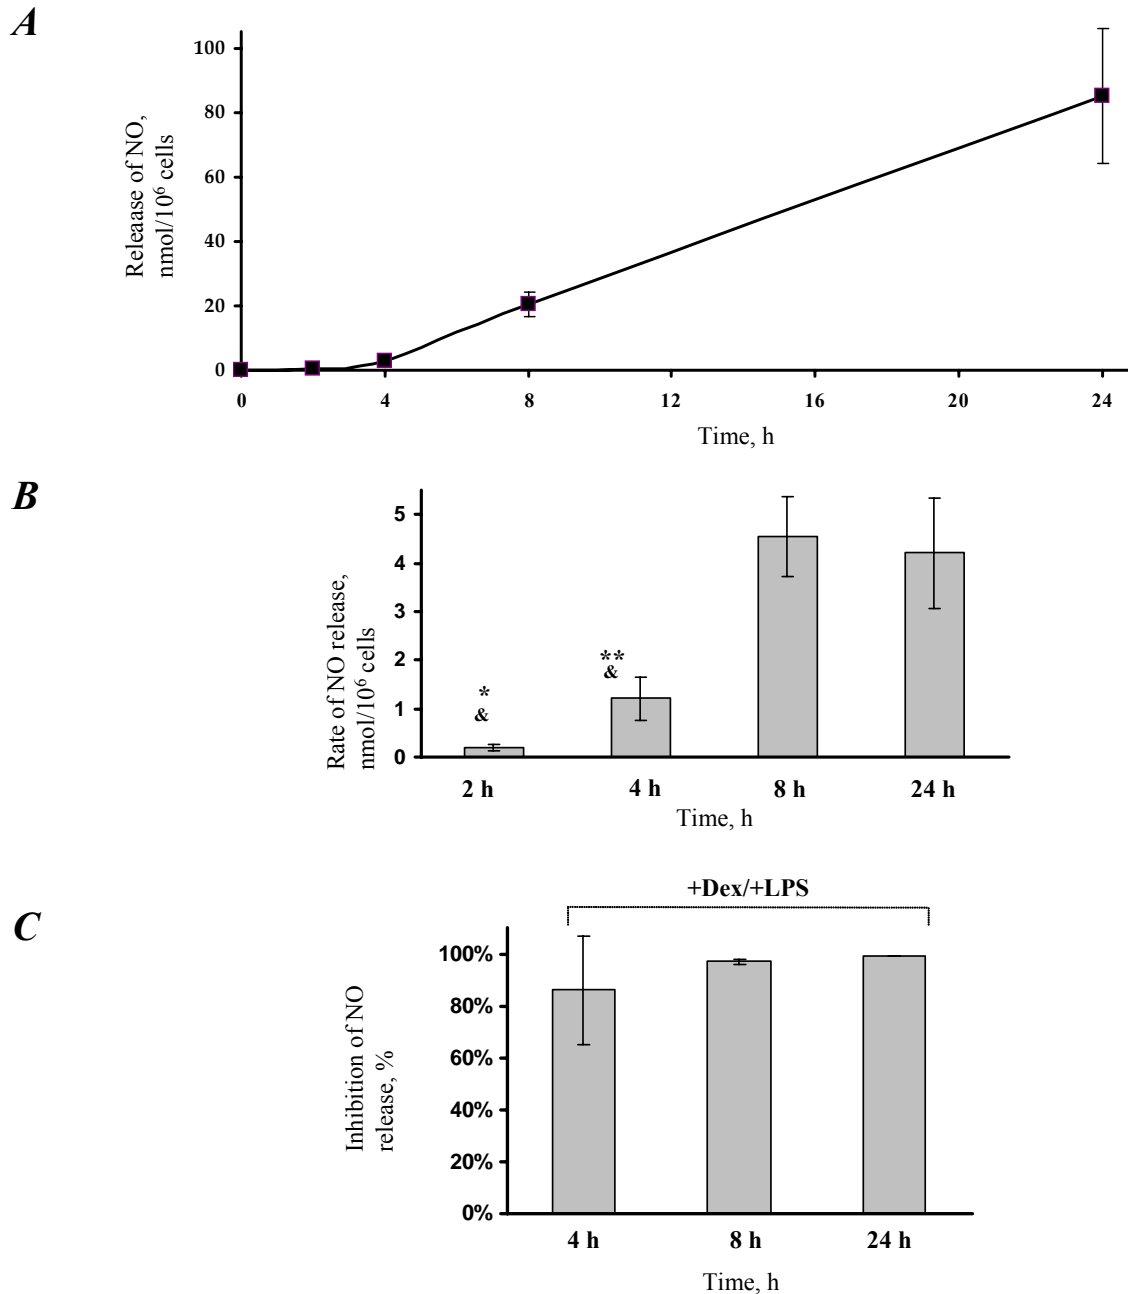 A
100
80
60
40
20
0
Releaase of NO,
nmol/10⁶ cells
0 4 8 12 16 20 24
Time, h
B
5
4
3
2
1
0
Rate of NO release,
nmol/10⁶ cells
*
&
**
&
2 h 4 h 8 h 24 h
Time, h
C
+Dex/+LPS
100%
80%
60%
40%
20%
0%
Inhibition of NO
release, %
4 h 8 h 24 h
Time, h